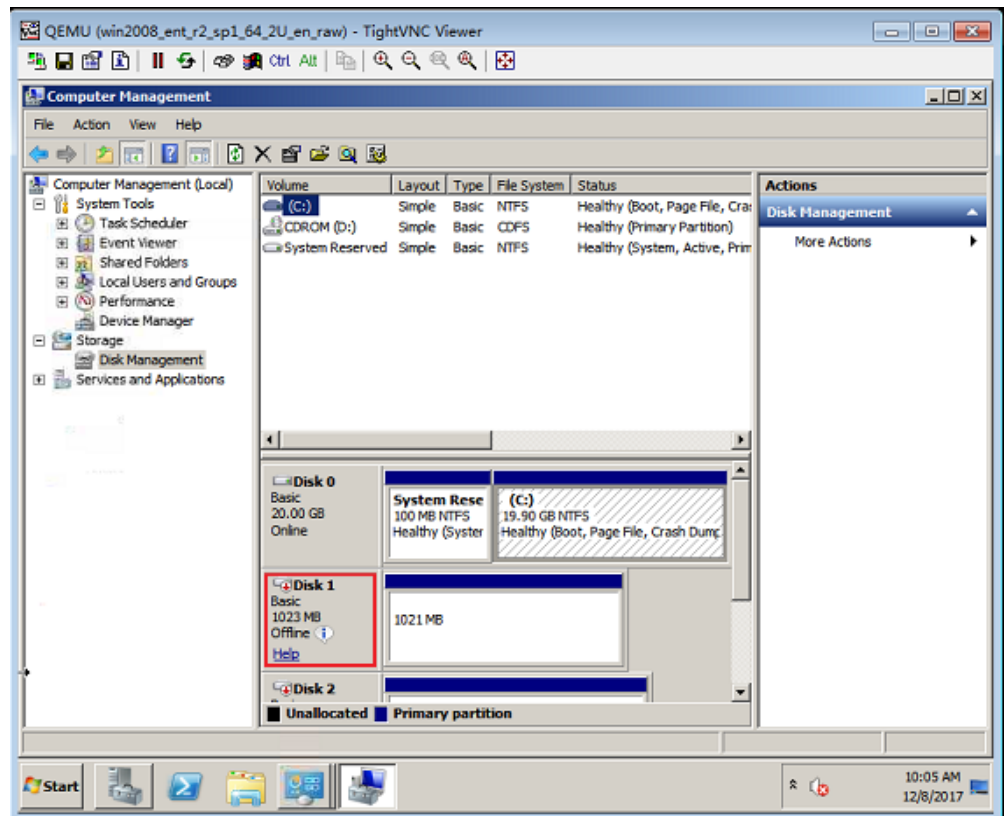 QEMU (win2008_ent_r2_sp1_64_2U_en_raw) - TightVNC Viewer
Ctrl Alt
Computer Management
File Action View Help
Computer Management (Local)
System Tools
Task Scheduler
Event Viewer
Shared Folders
Local Users and Groups
Performance
Device Manager
Storage
Disk Management
Services and Applications
Volume Layout Type File System Status
(C:) Simple Basic NTFS Healthy (Boot, Page File, Cra
CDROM (D:) Simple Basic CDFS Healthy (Primary Partition)
System Reserved Simple Basic NTFS Healthy (System, Active, Prim
Actions
Disk Management
More Actions
Disk 0
Basic
20.00 GB
Online
System Rese
100 MB NTFS
Healthy (Syster
(C:)
19.90 GB NTFS
Healthy (Boot, Page File, Crash Dump
Disk 1
Basic
1023 MB
Offline
Help
1021 MB
Disk 2
Unallocated Primary partition
Start
10:05 AM
12/8/2017